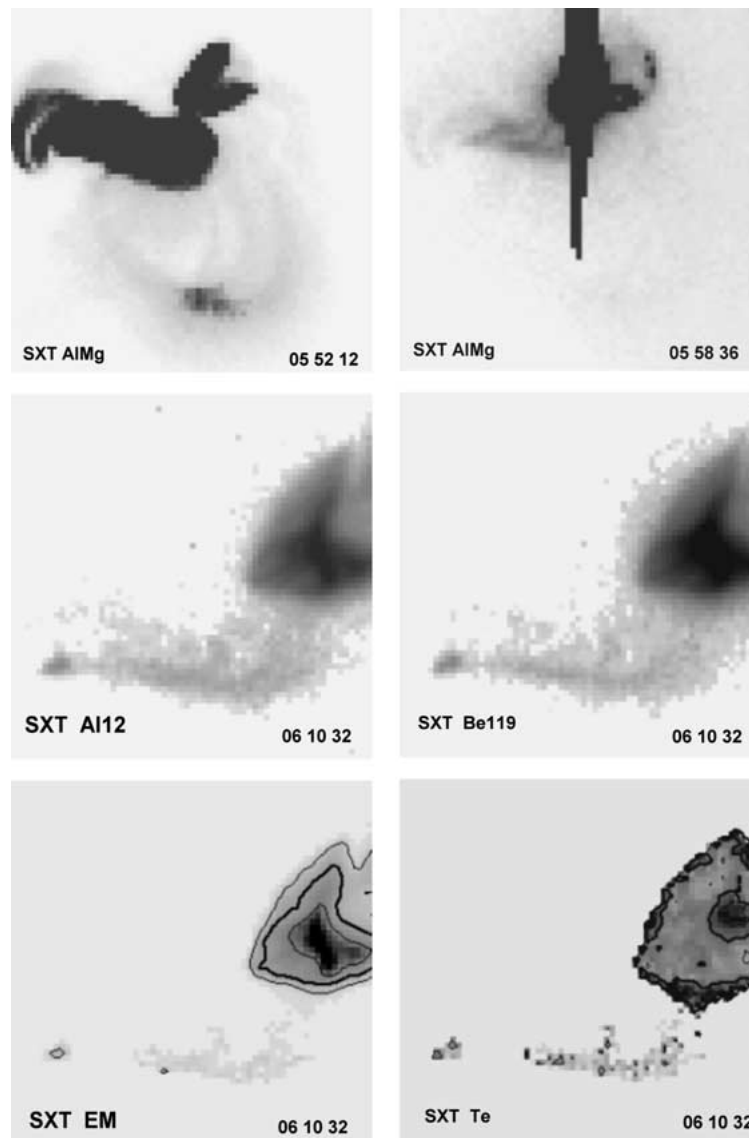 SXT AlMg 05 52 12
SXT AlMg 05 58 36
SXT Al12 06 10 32
SXT Be119 06 10 32
SXT EM 06 10 32
SXT Te 06 10 32